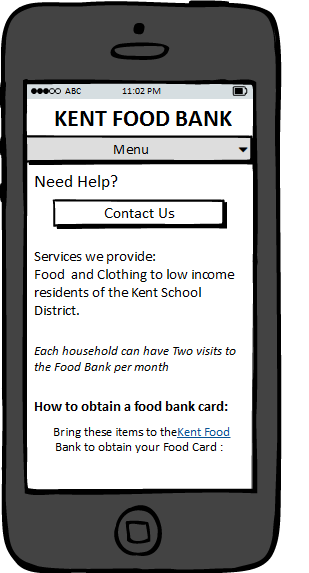 ABC 11:02 PM
KENT FOOD BANK
Menu
Need Help?
Contact Us
Services we provide:
Food and Clothing to low income
residents of the Kent School
District.
Each household can have Two visits to
the Food Bank per month
How to obtain a food bank card:
Bring these items to theKent Food
Bank to obtain your Food Card :